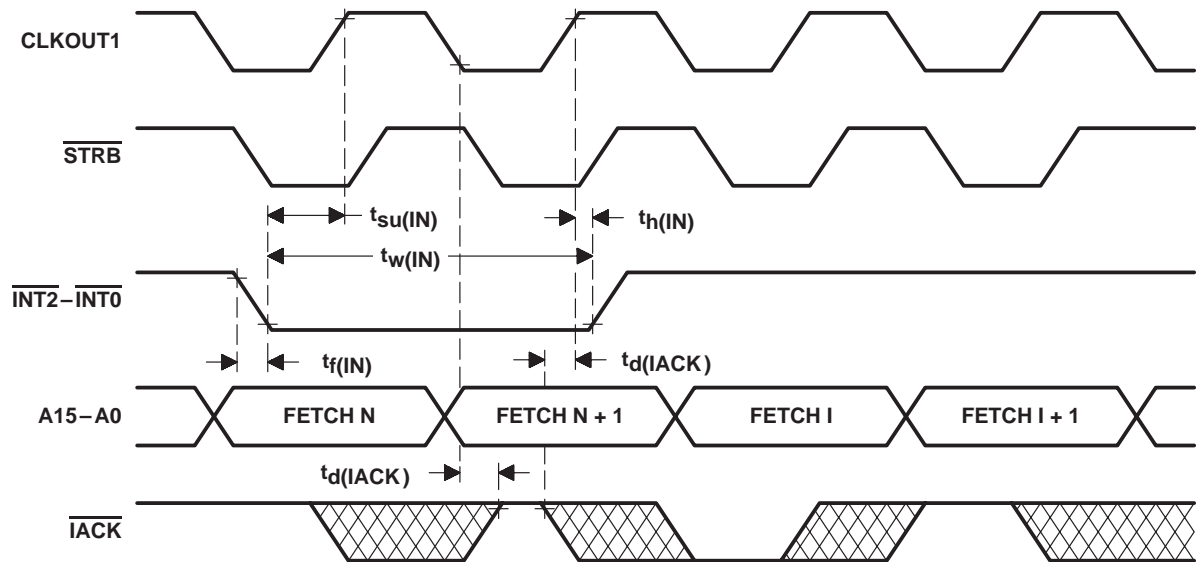 CLKOUT1
STRB
tsu(IN)
th(IN)
tw(IN)
INT2–INT0
tf(IN)
td(IACK)
A15–A0
FETCH N
FETCH N + 1
FETCH I
FETCH I + 1
td(IACK)
IACK